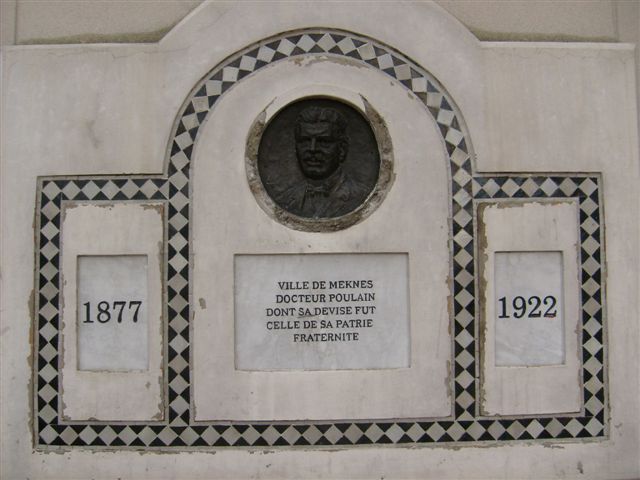 1877
VILLE DE MEKNES
DOCTEUR POULAIN
DONT SA DEVISE FUT
CELLE DE SA PATRIE
FRATERNITE
1922